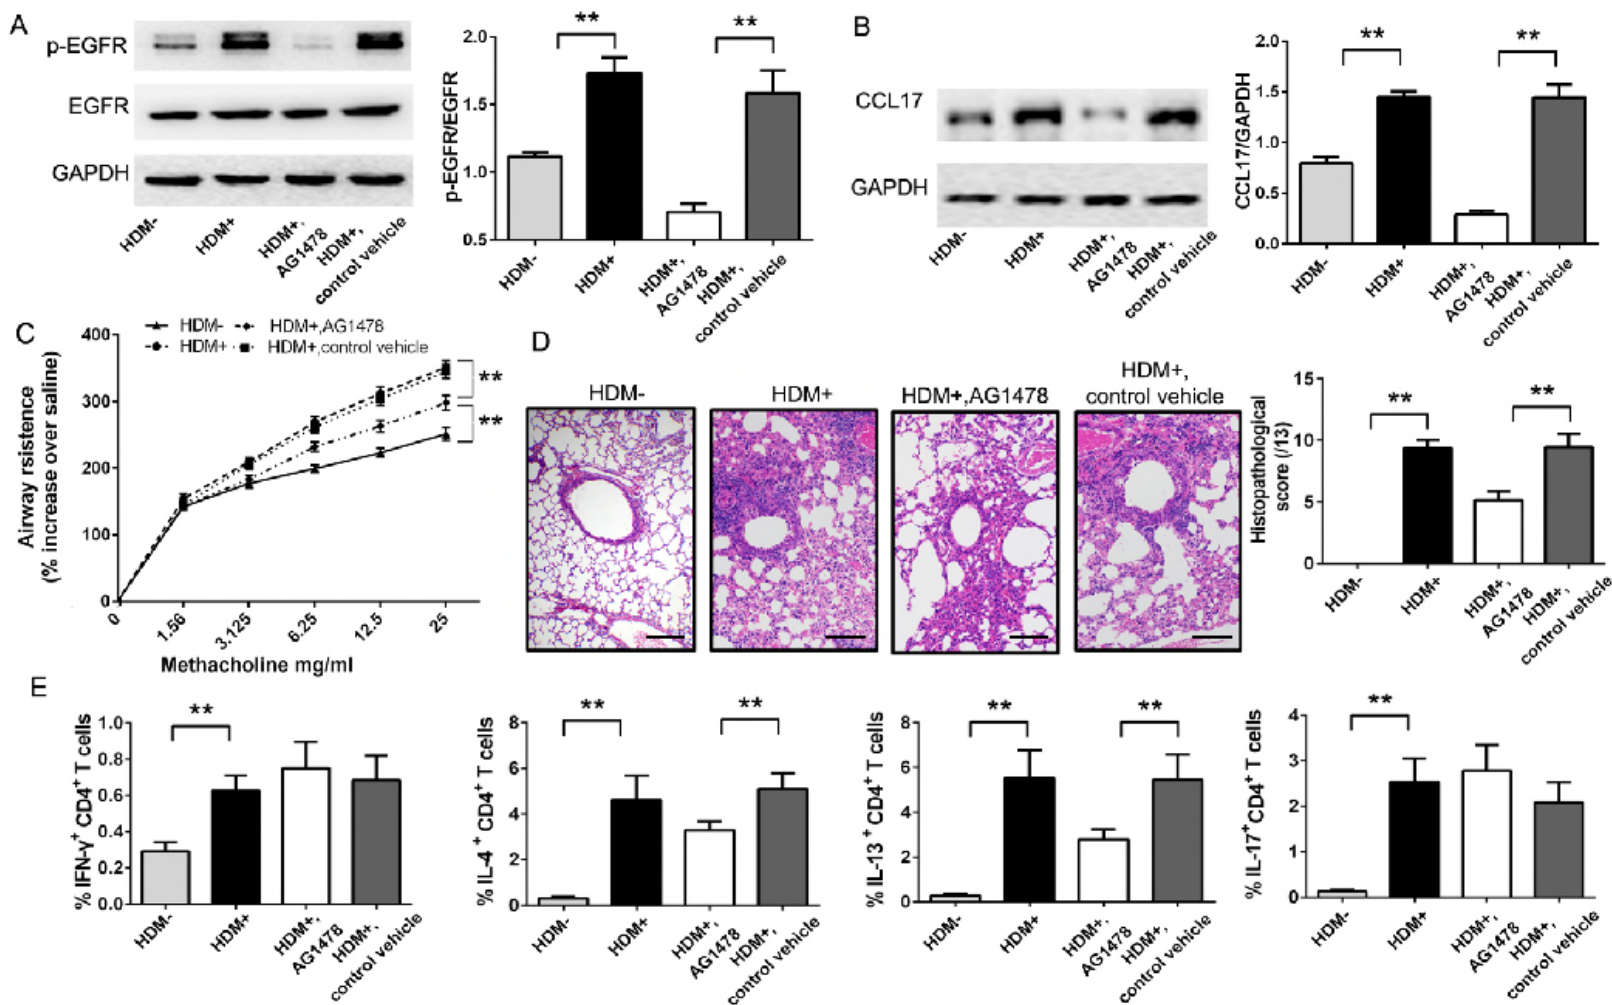 A
p-EGFR
EGFR
GAPDH
HDM-
HDM+
HDM+,
AG1478
HDM+,
control vehicle
p-EGFR/EGFR
2.0
1.5
1.0
0.5
**
**
HDM-
HDM+
HDM+,
AG1478
HDM+,
control vehicle
B
CCL17
GAPDH
HDM-
HDM+
HDM+,
AG1478
HDM+,
control vehicle
CCL17/GAPDH
2.0
1.5
1.0
0.5
0.0
**
**
HDM-
HDM+
HDM+,
AG1478
HDM+,
control vehicle
C
HDM-
HDM+,AG1478
HDM+
HDM+,control vehicle
Airway rsistence
(% increase over saline)
400
300
200
100
0
**
**
0
1.56
3.125
6.25
12.5
25
Methacholine mg/ml
D
HDM-
HDM+
HDM+,AG1478
HDM+,
control vehicle
Histopathological
score (/13)
15
10
5
0
**
**
HDM-
HDM+
HDM+,
AG1478
HDM+,
control vehicle
E
% IFN-γ+ CD4+ T cells
1.0
0.8
0.6
0.4
0.2
0.0
**
HDM-
HDM+
HDM+,
AG1478
HDM+,
control vehicle
% IL-4 + CD4+ T cells
8
6
4
2
0
**
**
HDM-
HDM+
HDM+,
AG1478
HDM+,
control vehicle
% IL-13 + CD4+ T cells
8
6
4
2
0
**
**
HDM-
HDM+
HDM+,
AG1478
HDM+,
control vehicle
% IL-17+CD4+ T cells
4
3
2
1
0
**
HDM-
HDM+
HDM+,
AG1478
HDM+,
control vehicle